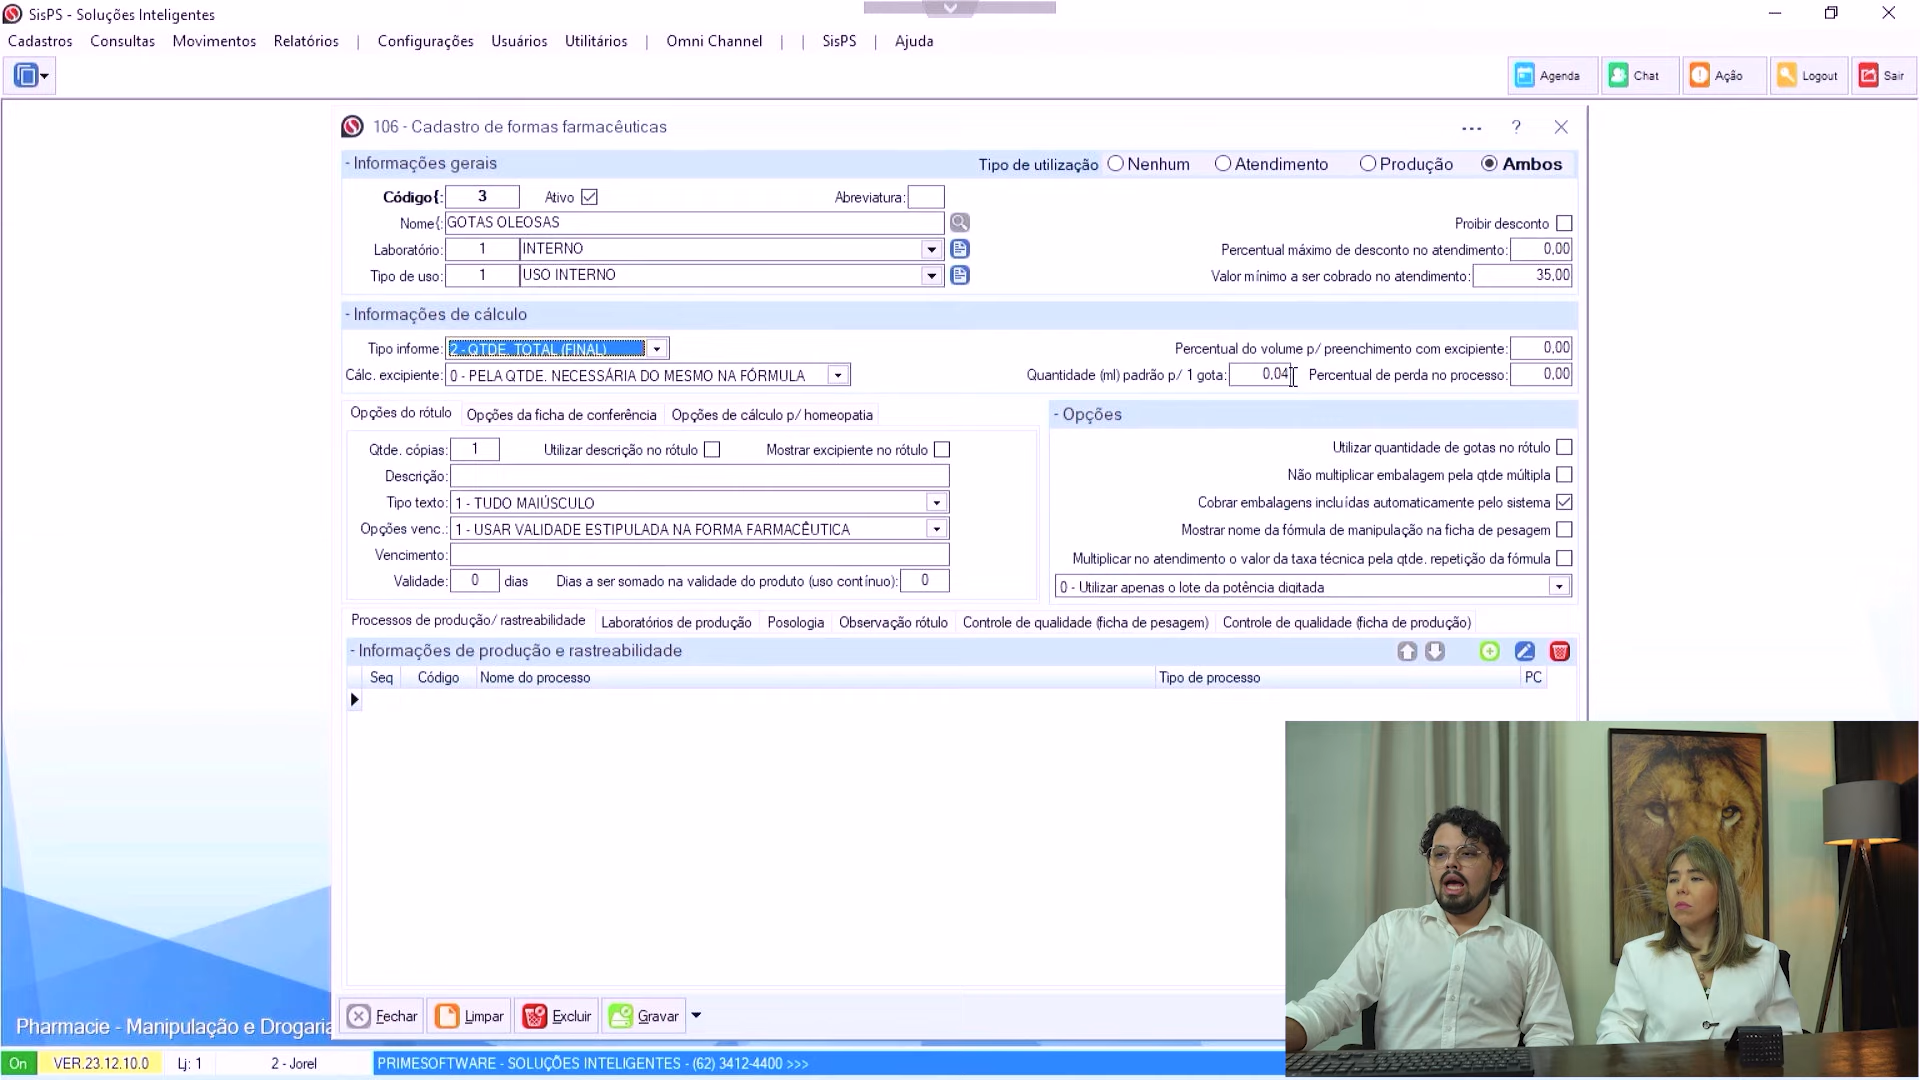 SisPS - Soluções Inteligentes
Cadastros Consultas Movimentos Relatórios | Configurações Usuários Utilitários | Omni Channel | | SisPS | Ajuda
Agenda Chat Ação Logout Sair
106 - Cadastro de formas farmacêuticas ... ?
- Informações gerais Tipo de utilização Nenhum Atendimento Produção Ambos
Código{: 3 Ativo Abreviatura:
Nome{: GOTAS OLEOSAS Proibir desconto
Laboratório: 1 INTERNO Percentual máximo de desconto no atendimento: 0,00
Tipo de uso: 1 USO INTERNO Valor mínimo a ser cobrado no atendimento: 35,00
- Informações de cálculo
Tipo informe: 2 - QTDE. TOTAL (FINAL) Percentual do volume p/ preenchimento com excipiente: 0,00
Cálc. excipiente: 0 - PELA QTDE. NECESSÁRIA DO MESMO NA FÓRMULA Quantidade (ml) padrão p/ 1 gota: 0,04 Percentual de perda no processo: 0,00
Opções do rótulo Opções da ficha de conferência Opções de cálculo p/ homeopatia - Opções
Qtde. cópias: 1 Utilizar descrição no rótulo Mostrar excipiente no rótulo Utilizar quantidade de gotas no rótulo
Descrição: Não multiplicar embalagem pela qtde múltipla
Tipo texto: 1 - TUDO MAIÚSCULO Cobrar embalagens incluídas automaticamente pelo sistema
Opções venc.: 1 - USAR VALIDADE ESTIPULADA NA FORMA FARMACÊUTICA Mostrar nome da fórmula de manipulação na ficha de pesagem
Vencimento: Multiplicar no atendimento o valor da taxa técnica pela qtde. repetição da fórmula
Validade: 0 dias Dias a ser somado na validade do produto (uso contínuo): 0 0 - Utilizar apenas o lote da potência digitada
Processos de produção/ rastreabilidade Laboratórios de produção Posologia Observação rótulo Controle de qualidade (ficha de pesagem) Controle de qualidade (ficha de produção)
- Informações de produção e rastreabilidade
Seq Código Nome do processo Tipo de processo PC
Fechar Limpar Excluir Gravar
Pharmacie - Manipulação e Drogaria
On VER.23.12.10.0 Lj: 1 2 - Jorel PRIMESOFTWARE - SOLUÇÕES INTELIGENTES - (62) 3412-4400 >>>